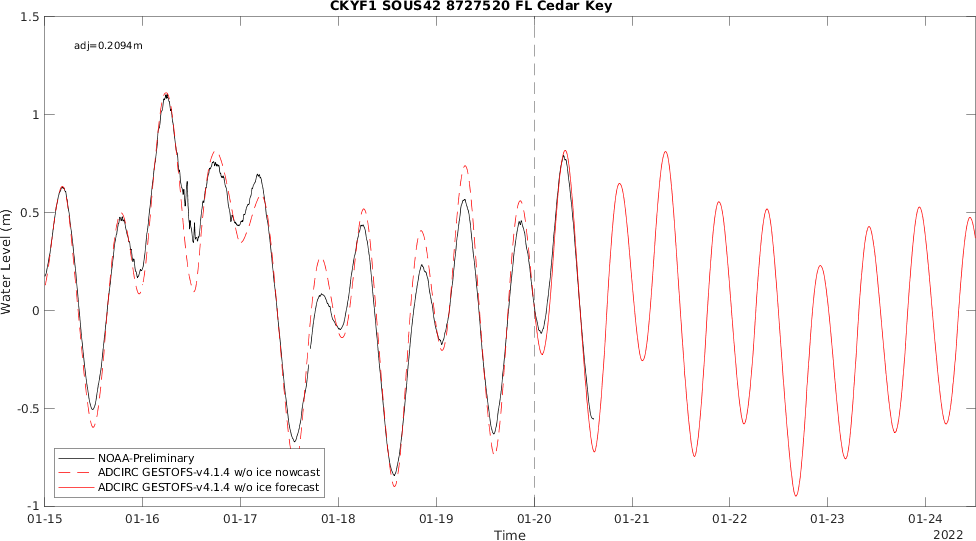 CKYF1 SOUS42 8727520 FL Cedar Key
1.5
adj=0.2094m
1
0.5
Water Level (m)
0
-0.5
NOAA-Preliminary
ADCIRC GESTOFS-v4.1.4 w/o ice nowcast
ADCIRC GESTOFS-v4.1.4 w/o ice forecast
-1
01-15 01-16 01-17 01-18 01-19 01-20 01-21 01-22 01-23 01-24
Time
2022